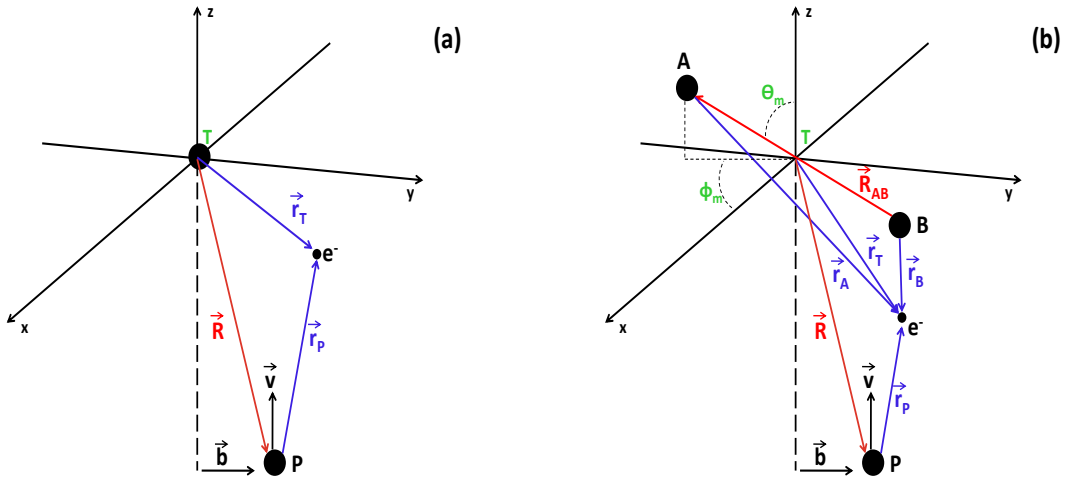 z
(a)
T
y
r_T
e⁻
x
R
r_P
v
b
P
z
(b)
A
θ_m
T
y
R_AB
ϕ_m
B
r_T
r_B
r_A
x
e⁻
R
v
r_P
b
P